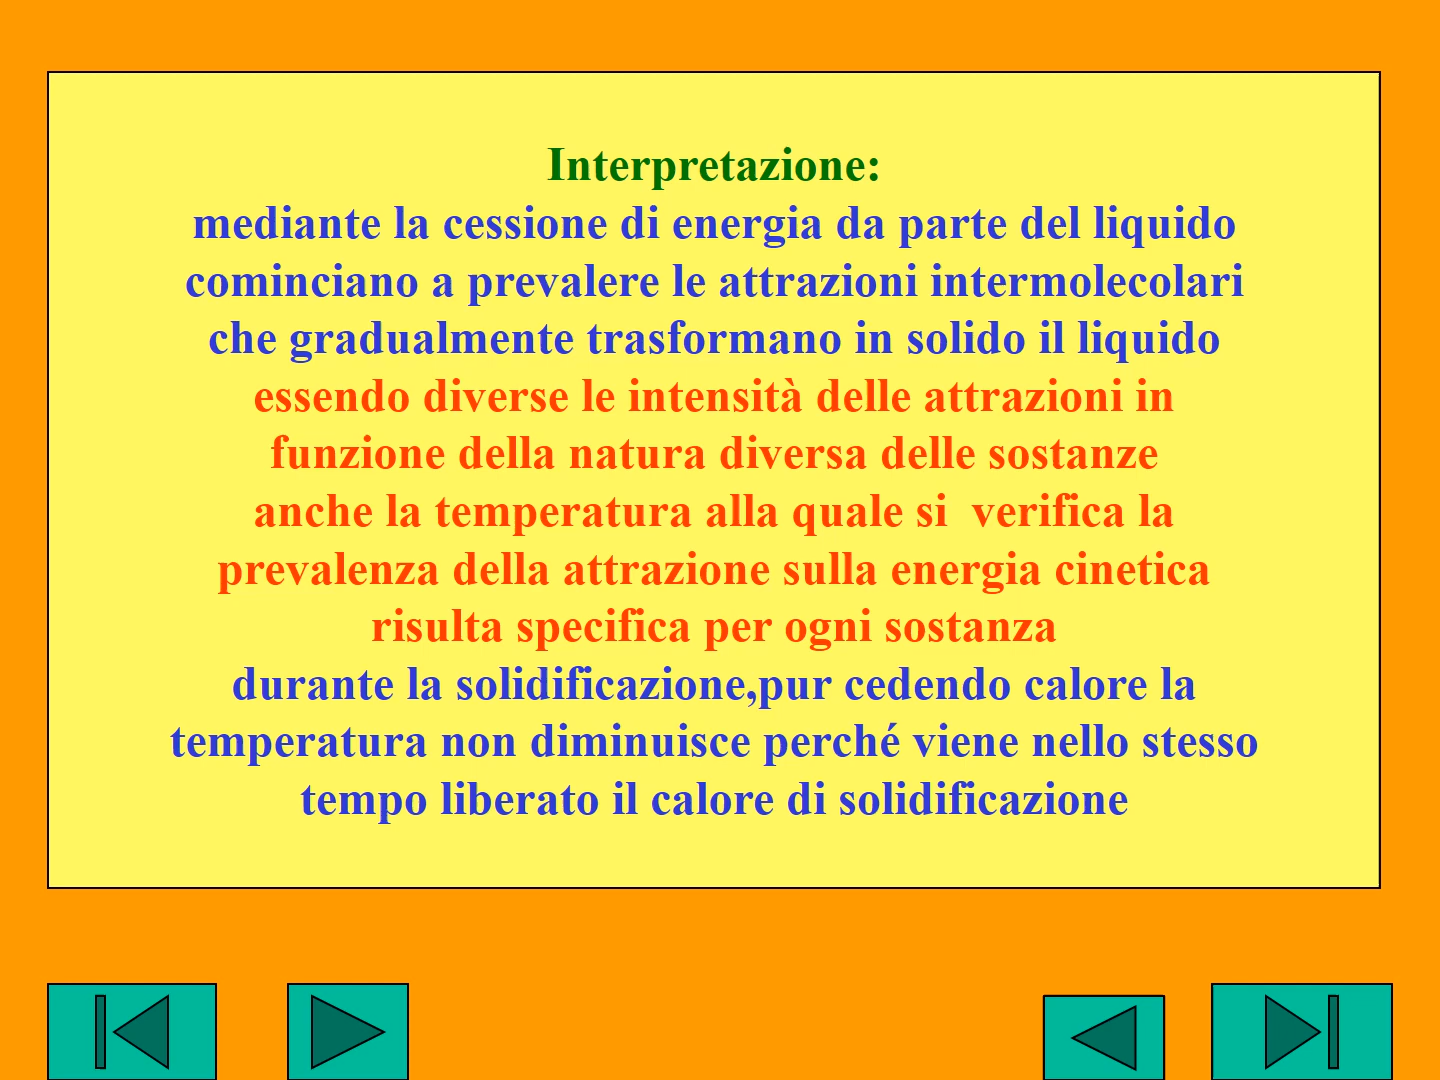 Interpretazione:
mediante la cessione di energia da parte del liquido
cominciano a prevalere le attrazioni intermolecolari
che gradualmente trasformano in solido il liquido
essendo diverse le intensità delle attrazioni in
funzione della natura diversa delle sostanze
anche la temperatura alla quale si  verifica la
prevalenza della attrazione sulla energia cinetica
risulta specifica per ogni sostanza
durante la solidificazione,pur cedendo calore la
temperatura non diminuisce perché viene nello stesso
tempo liberato il calore di solidificazione